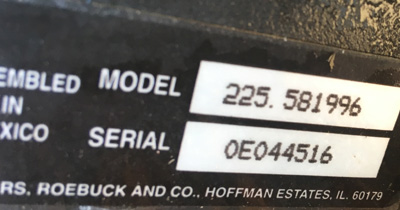 EMBLED MODEL 225.581996
IN
XICO SERIAL 0E044516
RS, ROEBUCK AND CO., HOFFMAN ESTATES, IL. 60179